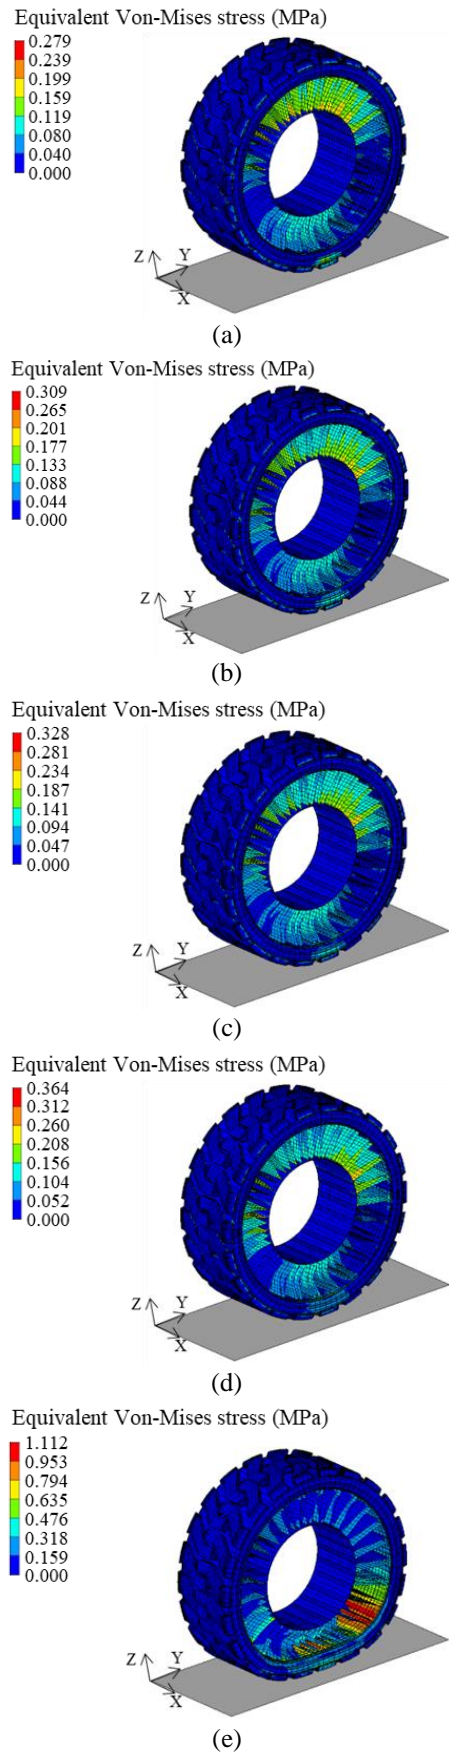 Equivalent Von-Mises stress (MPa)
0.279
0.239
0.199
0.159
0.119
0.080
0.040
0.000
Z
Y
X
(a)
Equivalent Von-Mises stress (MPa)
0.309
0.265
0.201
0.177
0.133
0.088
0.044
0.000
Z
Y
X
(b)
Equivalent Von-Mises stress (MPa)
0.328
0.281
0.234
0.187
0.141
0.094
0.047
0.000
Z
Y
X
(c)
Equivalent Von-Mises stress (MPa)
0.364
0.312
0.260
0.208
0.156
0.104
0.052
0.000
Z
Y
X
(d)
Equivalent Von-Mises stress (MPa)
1.112
0.953
0.794
0.635
0.476
0.318
0.159
0.000
Z
Y
X
(e)